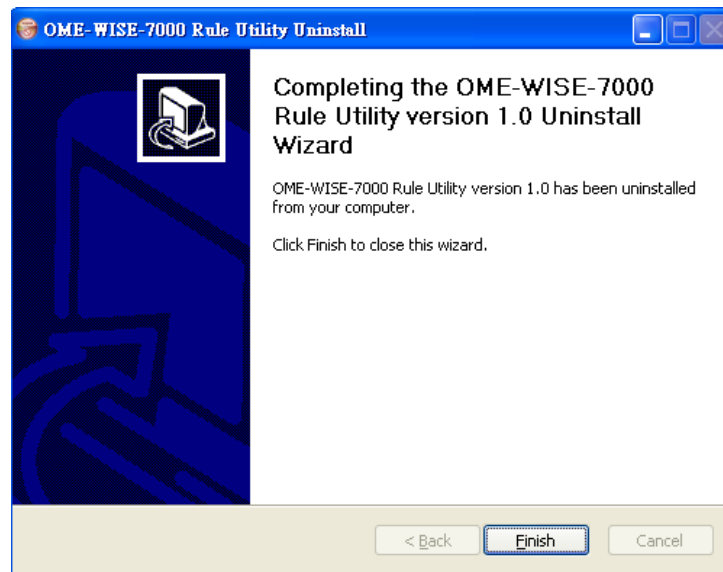 OME-WISE-7000 Rule Utility Uninstall
Completing the OME-WISE-7000
Rule Utility version 1.0 Uninstall
Wizard
OME-WISE-7000 Rule Utility version 1.0 has been uninstalled
from your computer.
Click Finish to close this wizard.
< Back Finish Cancel